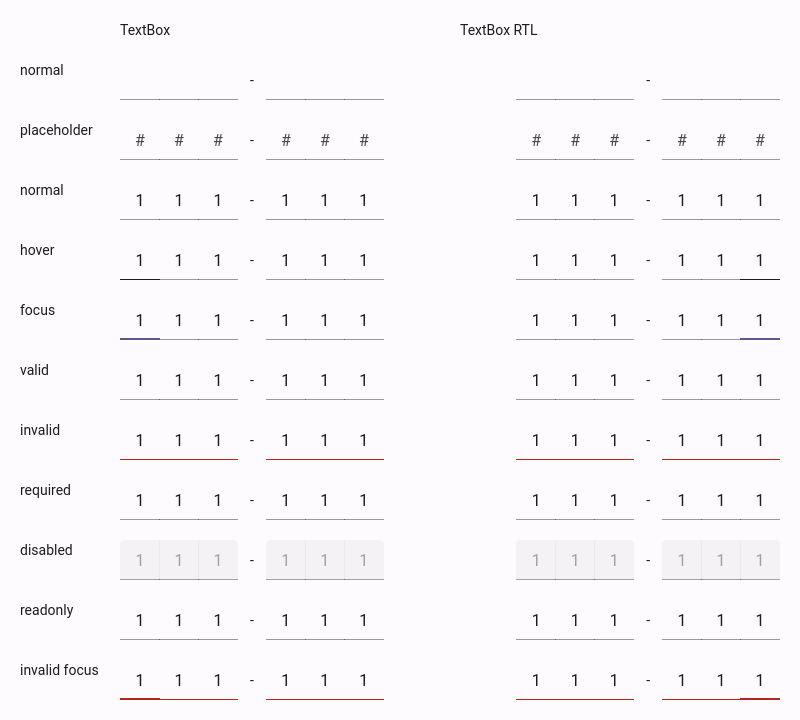 TextBox TextBox RTL
normal - -
placeholder # # # - # # # # # # - # # #
normal 1 1 1 - 1 1 1 1 1 1 - 1 1 1
hover 1 1 1 - 1 1 1 1 1 1 - 1 1 1
focus 1 1 1 - 1 1 1 1 1 1 - 1 1 1
valid 1 1 1 - 1 1 1 1 1 1 - 1 1 1
invalid 1 1 1 - 1 1 1 1 1 1 - 1 1 1
required 1 1 1 - 1 1 1 1 1 1 - 1 1 1
disabled 1 1 1 - 1 1 1 1 1 1 - 1 1 1
readonly 1 1 1 - 1 1 1 1 1 1 - 1 1 1
invalid focus 1 1 1 - 1 1 1 1 1 1 - 1 1 1